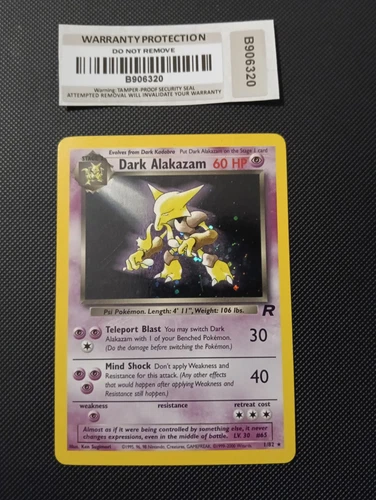 WARRANTY PROTECTION
DO NOT REMOVE
B906320
Warning TAMPER-PROOF SECURITY SEAL
ATTEMPTED REMOVAL WILL INVALIDATE YOUR WARRANTY
B906320
Evolves from Dark Kadabra Put Dark Alakazam on the Stage 1 card
Dark Alakazam 60 HP
Psi Pokémon. Length: 4' 11", Weight: 106 lbs.
R
Teleport Blast You may switch Dark
Alakazam with 1 of your Benched Pokémon.
(Do the damage before switching the Pokémon.)
30
Mind Shock Don't apply Weakness and
Resistance for this attack. (Any other effects
that would happen after applying Weakness and
Resistance still happen.)
40
weakness resistance retreat cost
Almost as if it were being controlled by something else, it never
changes expressions, even in the middle of battle. LV. 30 #65
Illus. Ken Sugimori
1/82